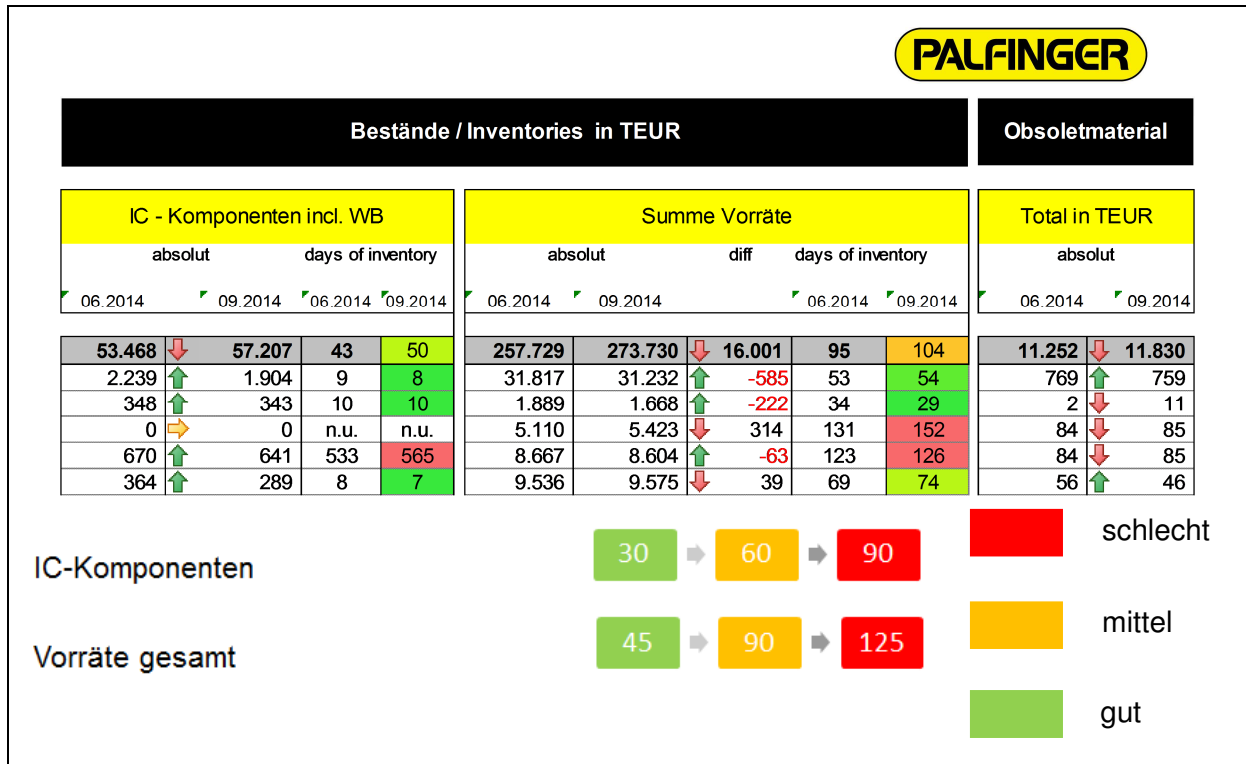 PALFINGER
Bestände / Inventories in TEUR Obsoletmaterial
IC - Komponenten incl. WB Summe Vorräte Total in TEUR
absolut days of inventory absolut diff days of inventory absolut
06.2014 09.2014 06.2014 09.2014 06.2014 09.2014 06.2014 09.2014 06.2014 09.2014
53.468 57.207 43 50 257.729 273.730 16.001 95 104 11.252 11.830
2.239 1.904 9 8 31.817 31.232 -585 53 54 769 759
348 343 10 10 1.889 1.668 -222 34 29 2 11
0 0 n.u. n.u. 5.110 5.423 314 131 152 84 85
670 641 533 565 8.667 8.604 -63 123 126 84 85
364 289 8 7 9.536 9.575 39 69 74 56 46
IC-Komponenten 30 60 90 schlecht
Vorräte gesamt 45 90 125 mittel
gut